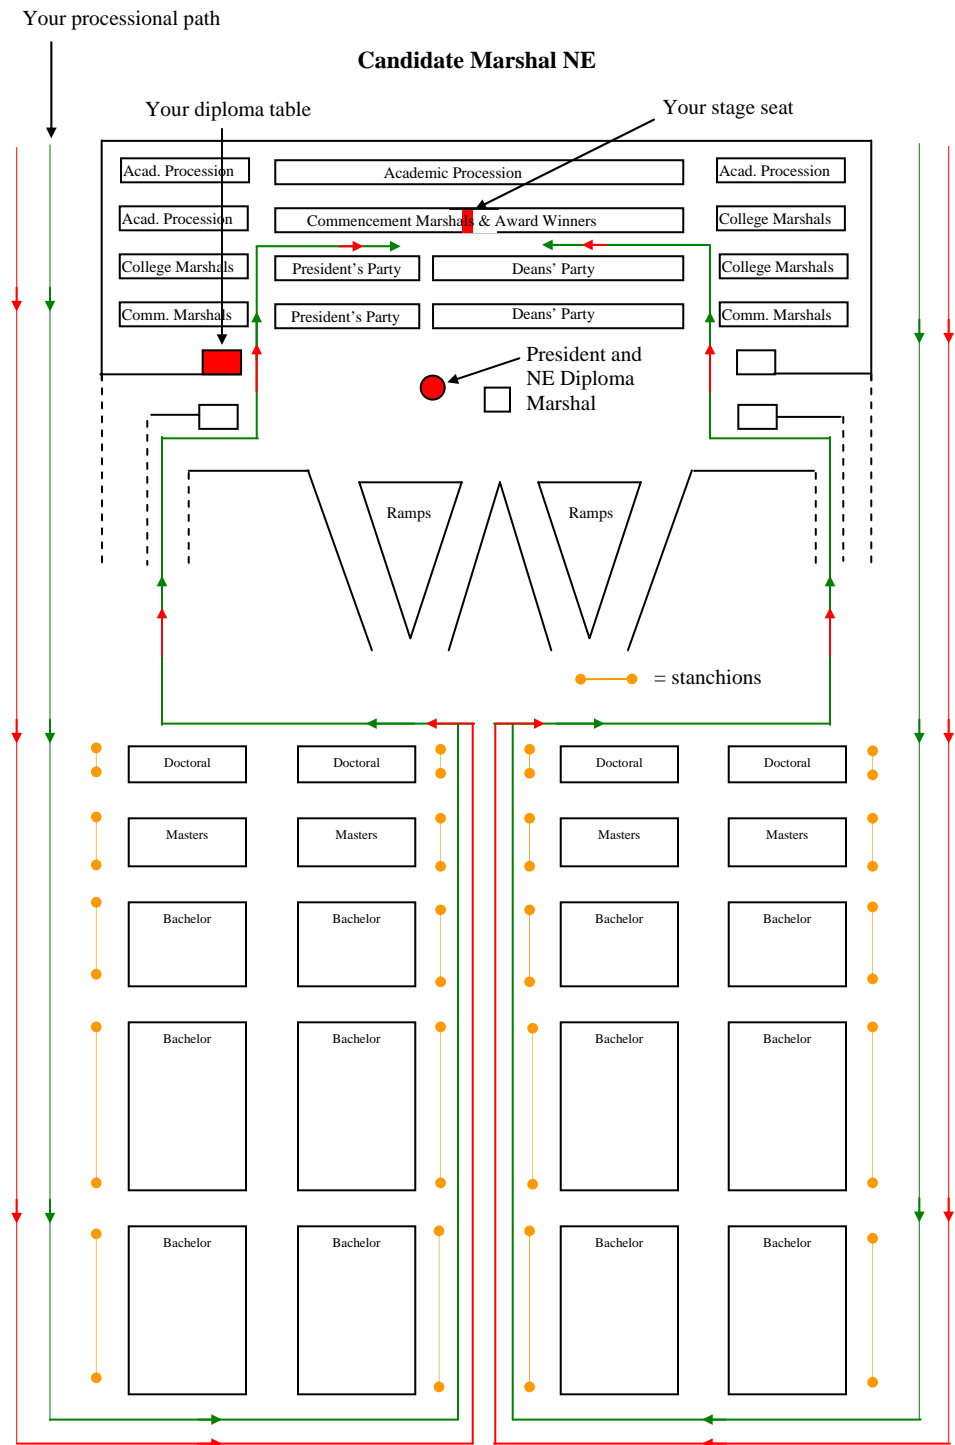 Your processional path
Candidate Marshal NE
Your diploma table
Your stage seat
Acad. Procession
Academic Procession
Acad. Procession
Acad. Procession
Commencement Marshals & Award Winners
College Marshals
College Marshals
President's Party
Deans' Party
College Marshals
Comm. Marshals
President's Party
Deans' Party
Comm. Marshals
President and
NE Diploma
Marshal
Ramps
Ramps
= stanchions
Doctoral
Doctoral
Doctoral
Doctoral
Masters
Masters
Masters
Masters
Bachelor
Bachelor
Bachelor
Bachelor
Bachelor
Bachelor
Bachelor
Bachelor
Bachelor
Bachelor
Bachelor
Bachelor